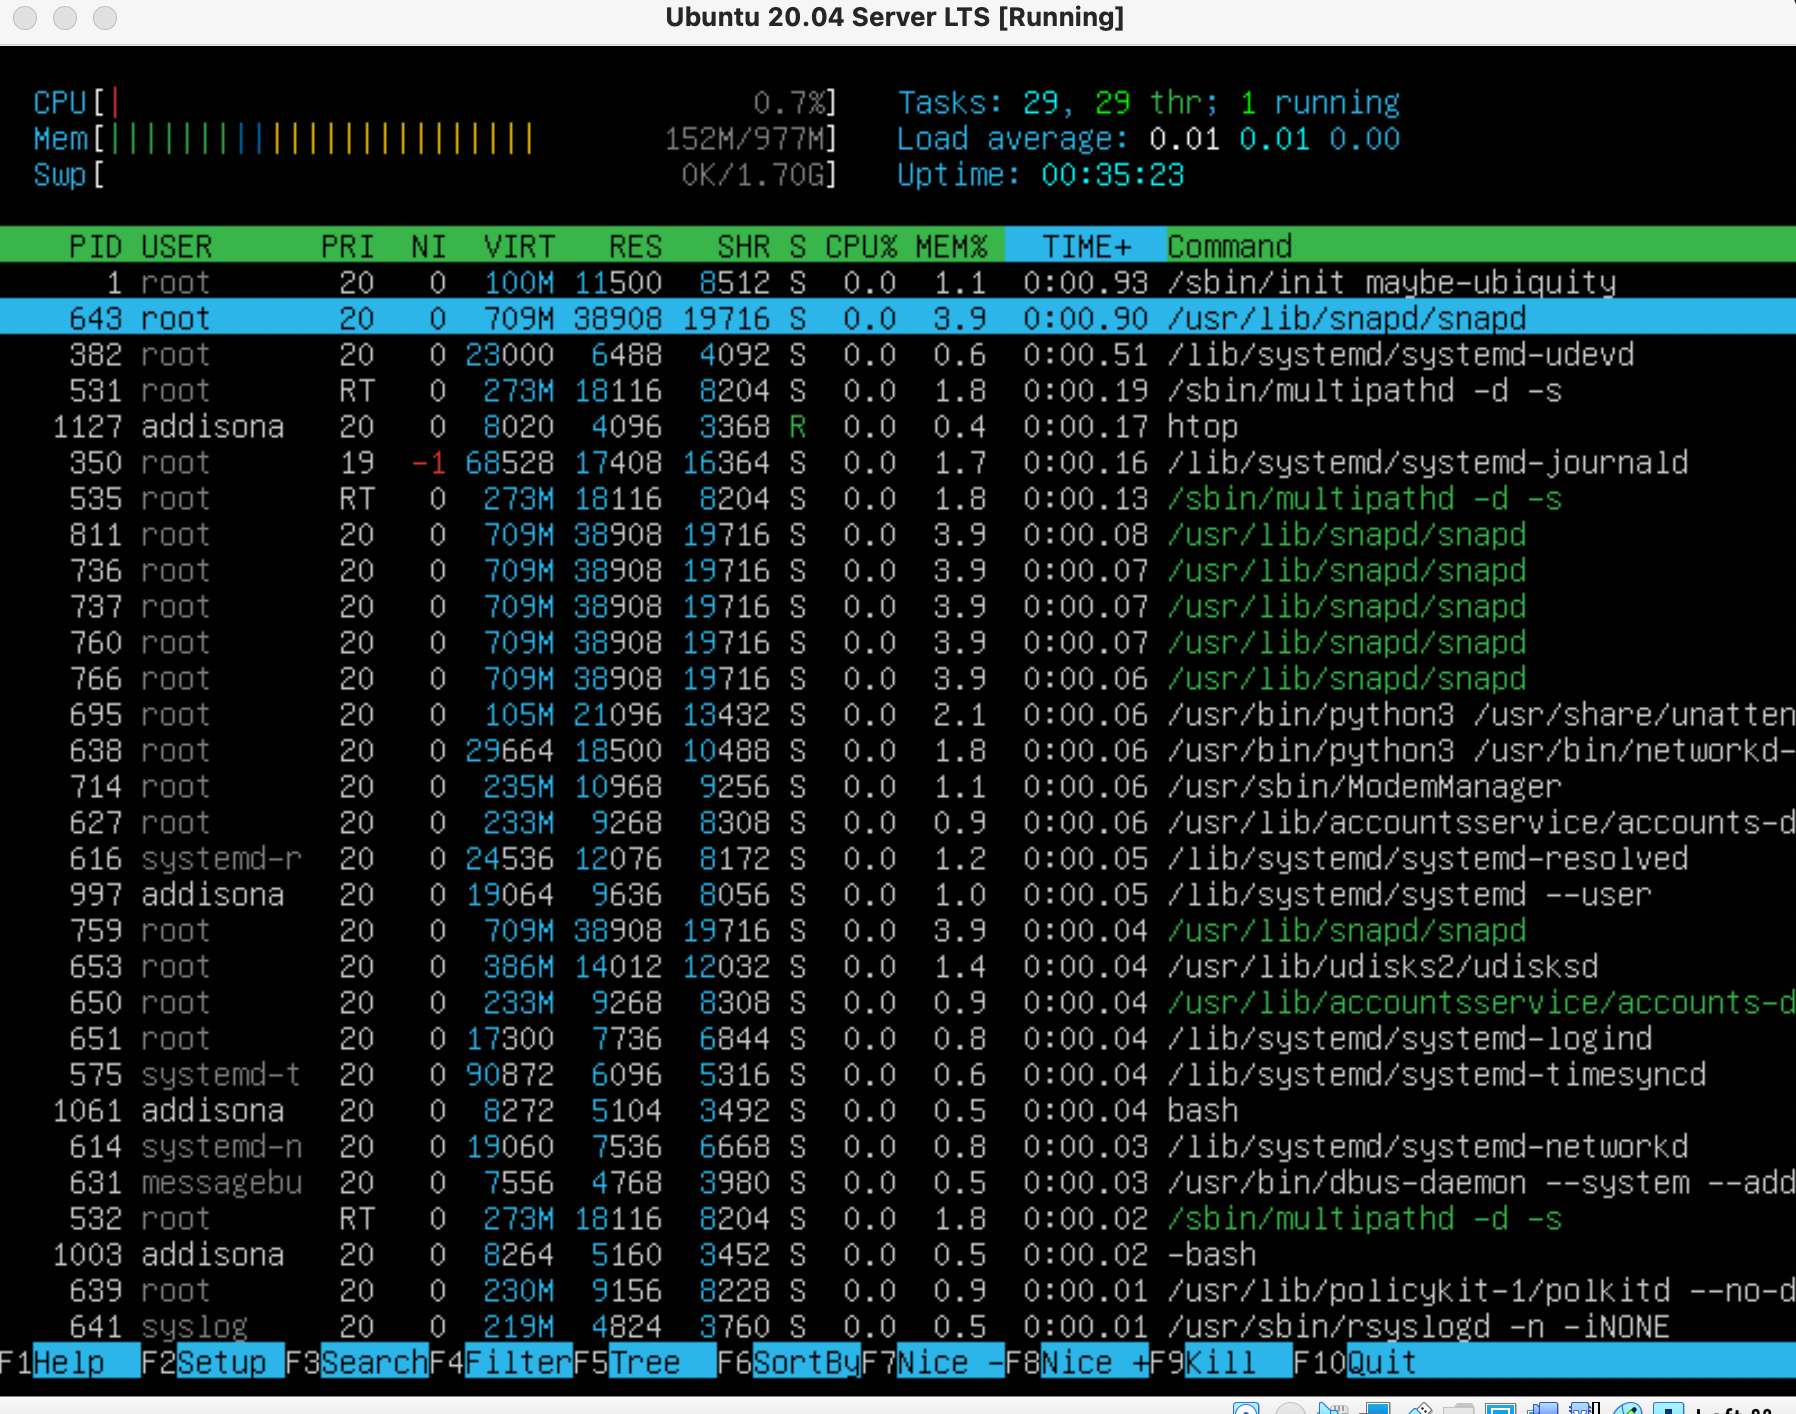 Ubuntu 20.04 Server LTS [Running]
CPU[| 0.7%] Tasks: 29, 29 thr; 1 running
Mem[|||||||||||||||||||||||| 152M/977M] Load average: 0.01 0.01 0.00
Swp[ 0K/1.70G] Uptime: 00:35:23
PID USER PRI NI VIRT RES SHR S CPU% MEM% TIME+ Command
1 root 20 0 100M 11500 8512 S 0.0 1.1 0:00.93 /sbin/init maybe-ubiquity
643 root 20 0 709M 38908 19716 S 0.0 3.9 0:00.90 /usr/lib/snapd/snapd
382 root 20 0 23000 6488 4092 S 0.0 0.6 0:00.51 /lib/systemd/systemd-udevd
531 root RT 0 273M 18116 8204 S 0.0 1.8 0:00.19 /sbin/multipathd -d -s
1127 addisona 20 0 8020 4096 3368 R 0.0 0.4 0:00.17 htop
350 root 19 -1 68528 17408 16364 S 0.0 1.7 0:00.16 /lib/systemd/systemd-journald
535 root RT 0 273M 18116 8204 S 0.0 1.8 0:00.13 /sbin/multipathd -d -s
811 root 20 0 709M 38908 19716 S 0.0 3.9 0:00.08 /usr/lib/snapd/snapd
736 root 20 0 709M 38908 19716 S 0.0 3.9 0:00.07 /usr/lib/snapd/snapd
737 root 20 0 709M 38908 19716 S 0.0 3.9 0:00.07 /usr/lib/snapd/snapd
760 root 20 0 709M 38908 19716 S 0.0 3.9 0:00.07 /usr/lib/snapd/snapd
766 root 20 0 709M 38908 19716 S 0.0 3.9 0:00.06 /usr/lib/snapd/snapd
695 root 20 0 105M 21096 13432 S 0.0 2.1 0:00.06 /usr/bin/python3 /usr/share/unatten
638 root 20 0 29664 18500 10488 S 0.0 1.8 0:00.06 /usr/bin/python3 /usr/bin/networkd-
714 root 20 0 235M 10968 9256 S 0.0 1.1 0:00.06 /usr/sbin/ModemManager
627 root 20 0 233M 9268 8308 S 0.0 0.9 0:00.06 /usr/lib/accountsservice/accounts-d
616 systemd-r 20 0 24536 12076 8172 S 0.0 1.2 0:00.05 /lib/systemd/systemd-resolved
997 addisona 20 0 19064 9636 8056 S 0.0 1.0 0:00.05 /lib/systemd/systemd --user
759 root 20 0 709M 38908 19716 S 0.0 3.9 0:00.04 /usr/lib/snapd/snapd
653 root 20 0 386M 14012 12032 S 0.0 1.4 0:00.04 /usr/lib/udisks2/udisksd
650 root 20 0 233M 9268 8308 S 0.0 0.9 0:00.04 /usr/lib/accountsservice/accounts-d
651 root 20 0 17300 7736 6844 S 0.0 0.8 0:00.04 /lib/systemd/systemd-logind
575 systemd-t 20 0 90872 6096 5316 S 0.0 0.6 0:00.04 /lib/systemd/systemd-timesyncd
1061 addisona 20 0 8272 5104 3492 S 0.0 0.5 0:00.04 bash
614 systemd-n 20 0 19060 7536 6668 S 0.0 0.8 0:00.03 /lib/systemd/systemd-networkd
631 messagebu 20 0 7556 4768 3980 S 0.0 0.5 0:00.03 /usr/bin/dbus-daemon --system --add
532 root RT 0 273M 18116 8204 S 0.0 1.8 0:00.02 /sbin/multipathd -d -s
1003 addisona 20 0 8264 5160 3452 S 0.0 0.5 0:00.02 -bash
639 root 20 0 230M 9156 8228 S 0.0 0.9 0:00.01 /usr/lib/policykit-1/polkitd --no-d
641 syslog 20 0 219M 4824 3760 S 0.0 0.5 0:00.01 /usr/sbin/rsyslogd -n -iNONE
F1Help F2Setup F3Search F4Filter F5Tree F6SortBy F7Nice - F8Nice + F9Kill F10Quit